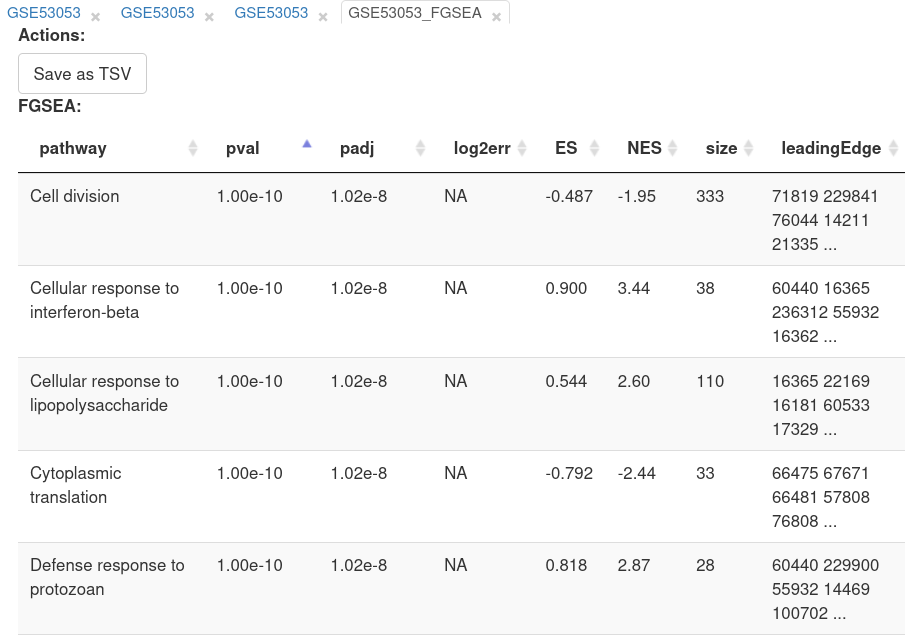 GSE53053 × GSE53053 × GSE53053 × GSE53053_FGSEA ×
Actions:
Save as TSV
FGSEA:
pathway pval padj log2err ES NES size leadingEdge
Cell division 1.00e-10 1.02e-8 NA -0.487 -1.95 333 71819 229841
76044 14211
21335 ...
Cellular response to 1.00e-10 1.02e-8 NA 0.900 3.44 38 60440 16365
interferon-beta 236312 55932
16362 ...
Cellular response to 1.00e-10 1.02e-8 NA 0.544 2.60 110 16365 22169
lipopolysaccharide 16181 60533
17329 ...
Cytoplasmic 1.00e-10 1.02e-8 NA -0.792 -2.44 33 66475 67671
translation 66481 57808
76808 ...
Defense response to 1.00e-10 1.02e-8 NA 0.818 2.87 28 60440 229900
protozoan 55932 14469
100702 ...